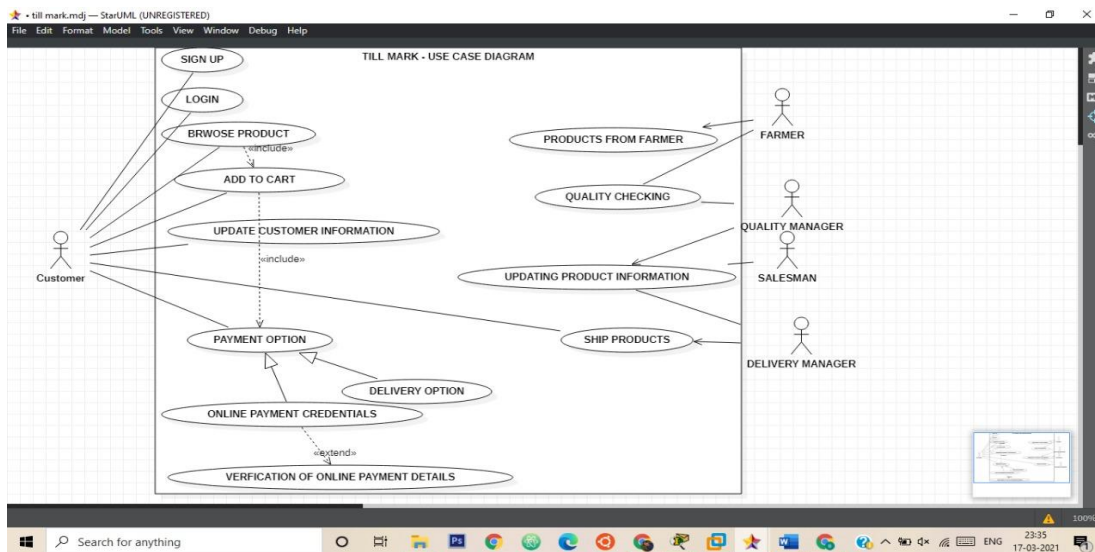 • till mark.mdj — StarUML (UNREGISTERED)
File Edit Format Model Tools View Window Debug Help
TILL MARK - USE CASE DIAGRAM
SIGN UP
LOGIN
BRWOSE PRODUCT
«include»
ADD TO CART
UPDATE CUSTOMER INFORMATION
«include»
Customer
PAYMENT OPTION
DELIVERY OPTION
ONLINE PAYMENT CREDENTIALS
«extend»
VERFICATION OF ONLINE PAYMENT DETAILS
PRODUCTS FROM FARMER
FARMER
QUALITY CHECKING
QUALITY MANAGER
UPDATING PRODUCT INFORMATION
SALESMAN
SHIP PRODUCTS
DELIVERY MANAGER
100%
Search for anything
Ps
ENG
23:35
17-03-2021